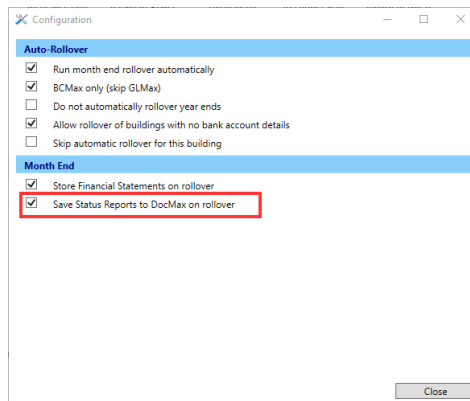 Configuration
Auto-Rollover
Run month end rollover automatically
BCMax only (skip GLMax)
Do not automatically rollover year ends
Allow rollover of buildings with no bank account details
Skip automatic rollover for this building
Month End
Store Financial Statements on rollover
Save Status Reports to DocMax on rollover
Close